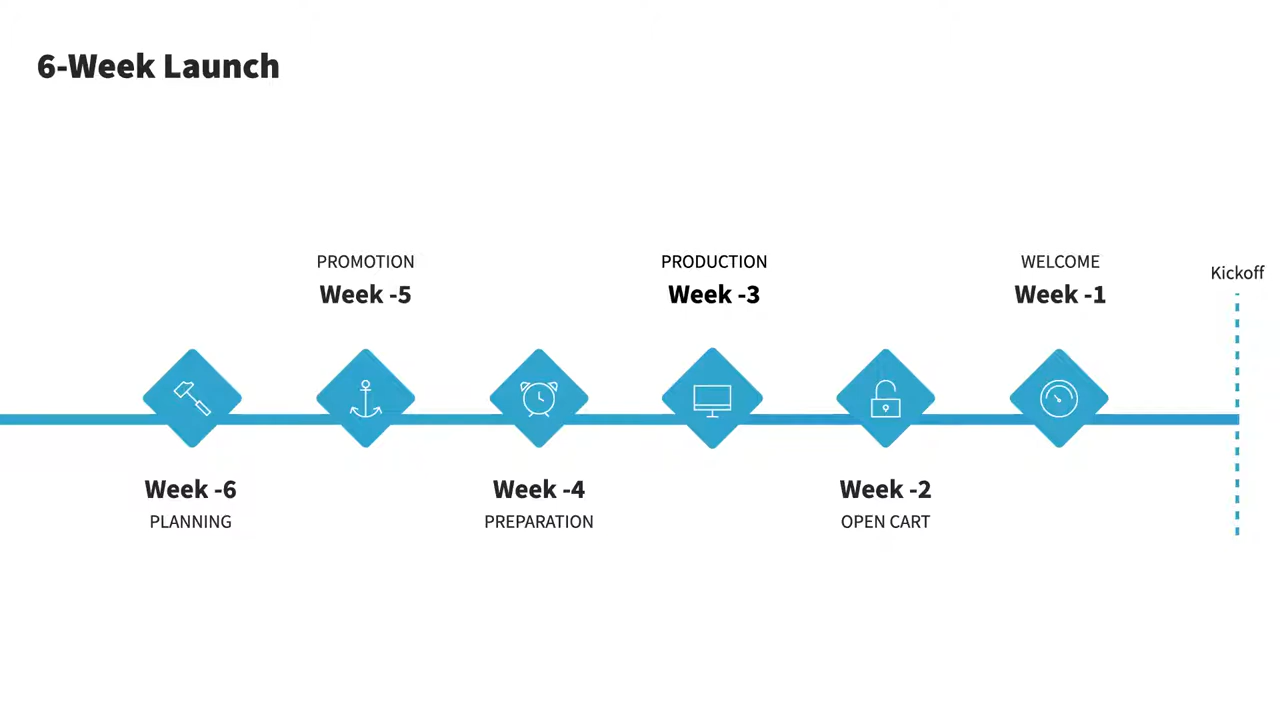 6-Week Launch
PROMOTION
Week -5
PRODUCTION
Week -3
WELCOME
Week -1
Kickoff
Week -6
PLANNING
Week -4
PREPARATION
Week -2
OPEN CART